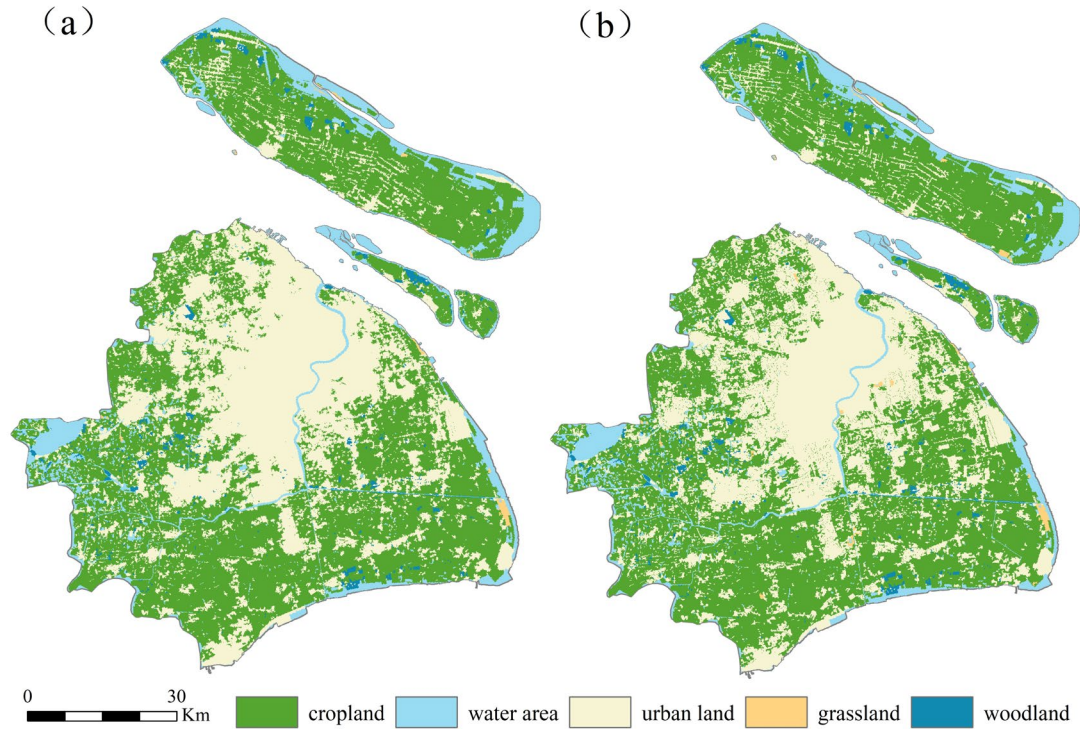 （a）
（b）
0 30
Km
cropland water area urban land grassland woodland